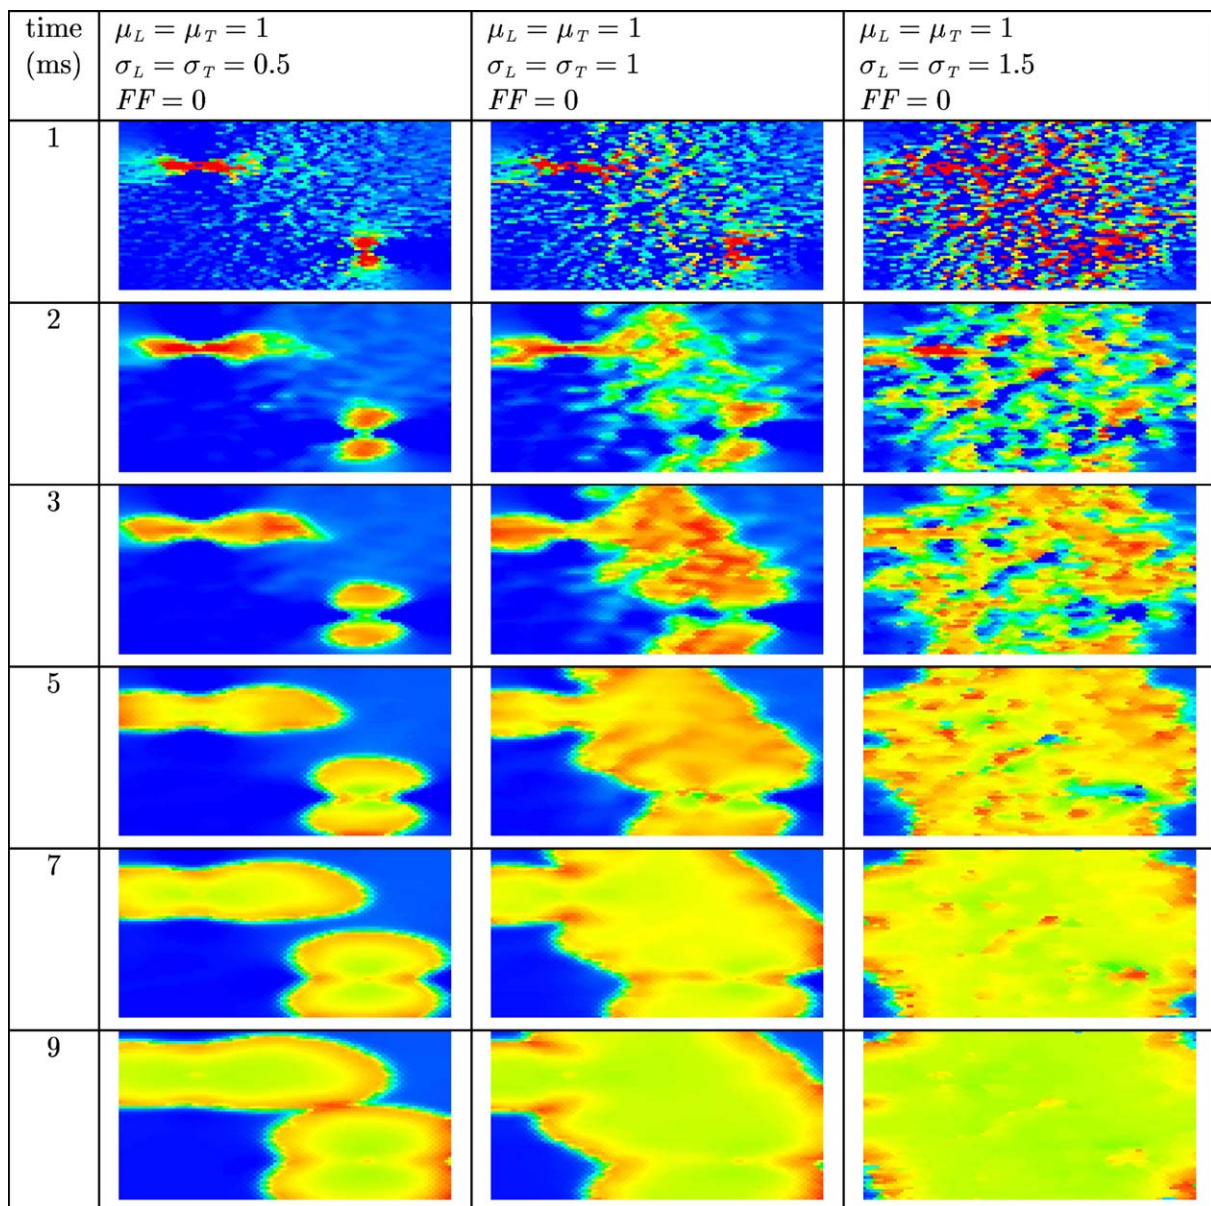 time (ms)
μ_L = μ_T = 1
σ_L = σ_T = 0.5
FF = 0
μ_L = μ_T = 1
σ_L = σ_T = 1
FF = 0
μ_L = μ_T = 1
σ_L = σ_T = 1.5
FF = 0
1
2
3
5
7
9